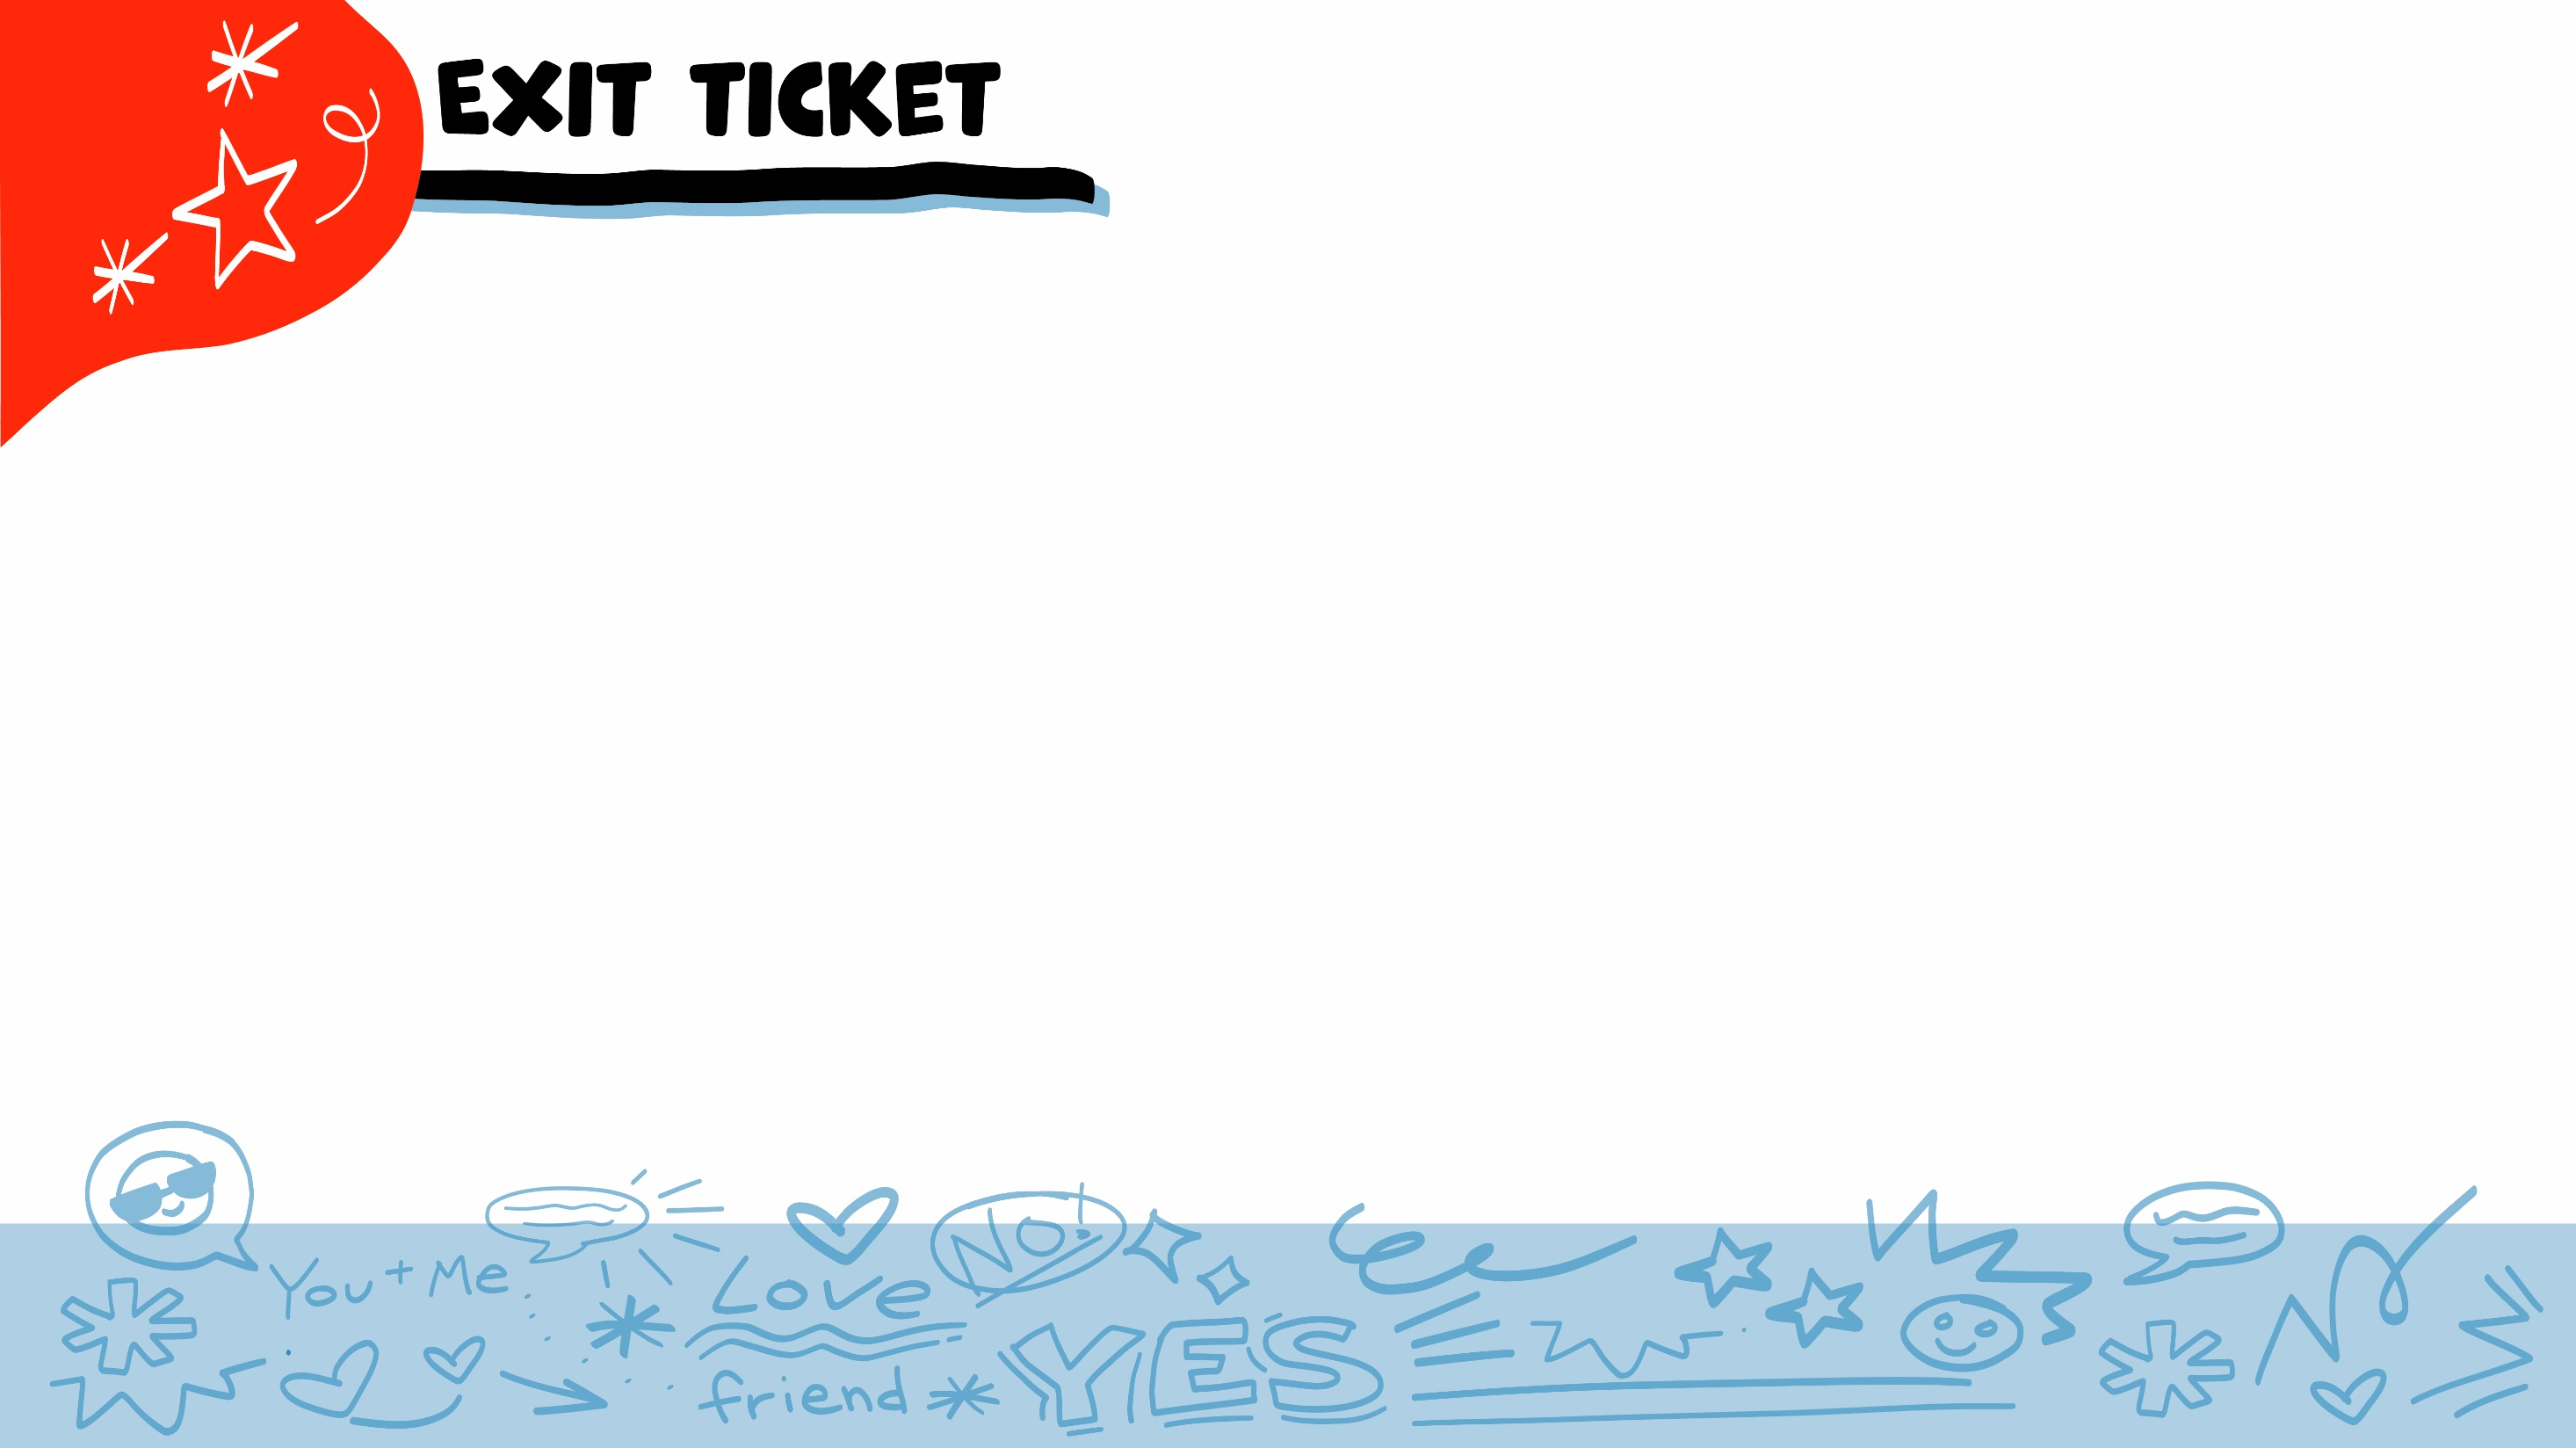 EXIT TICKET
NO!
You + Me
Love
YES
friend